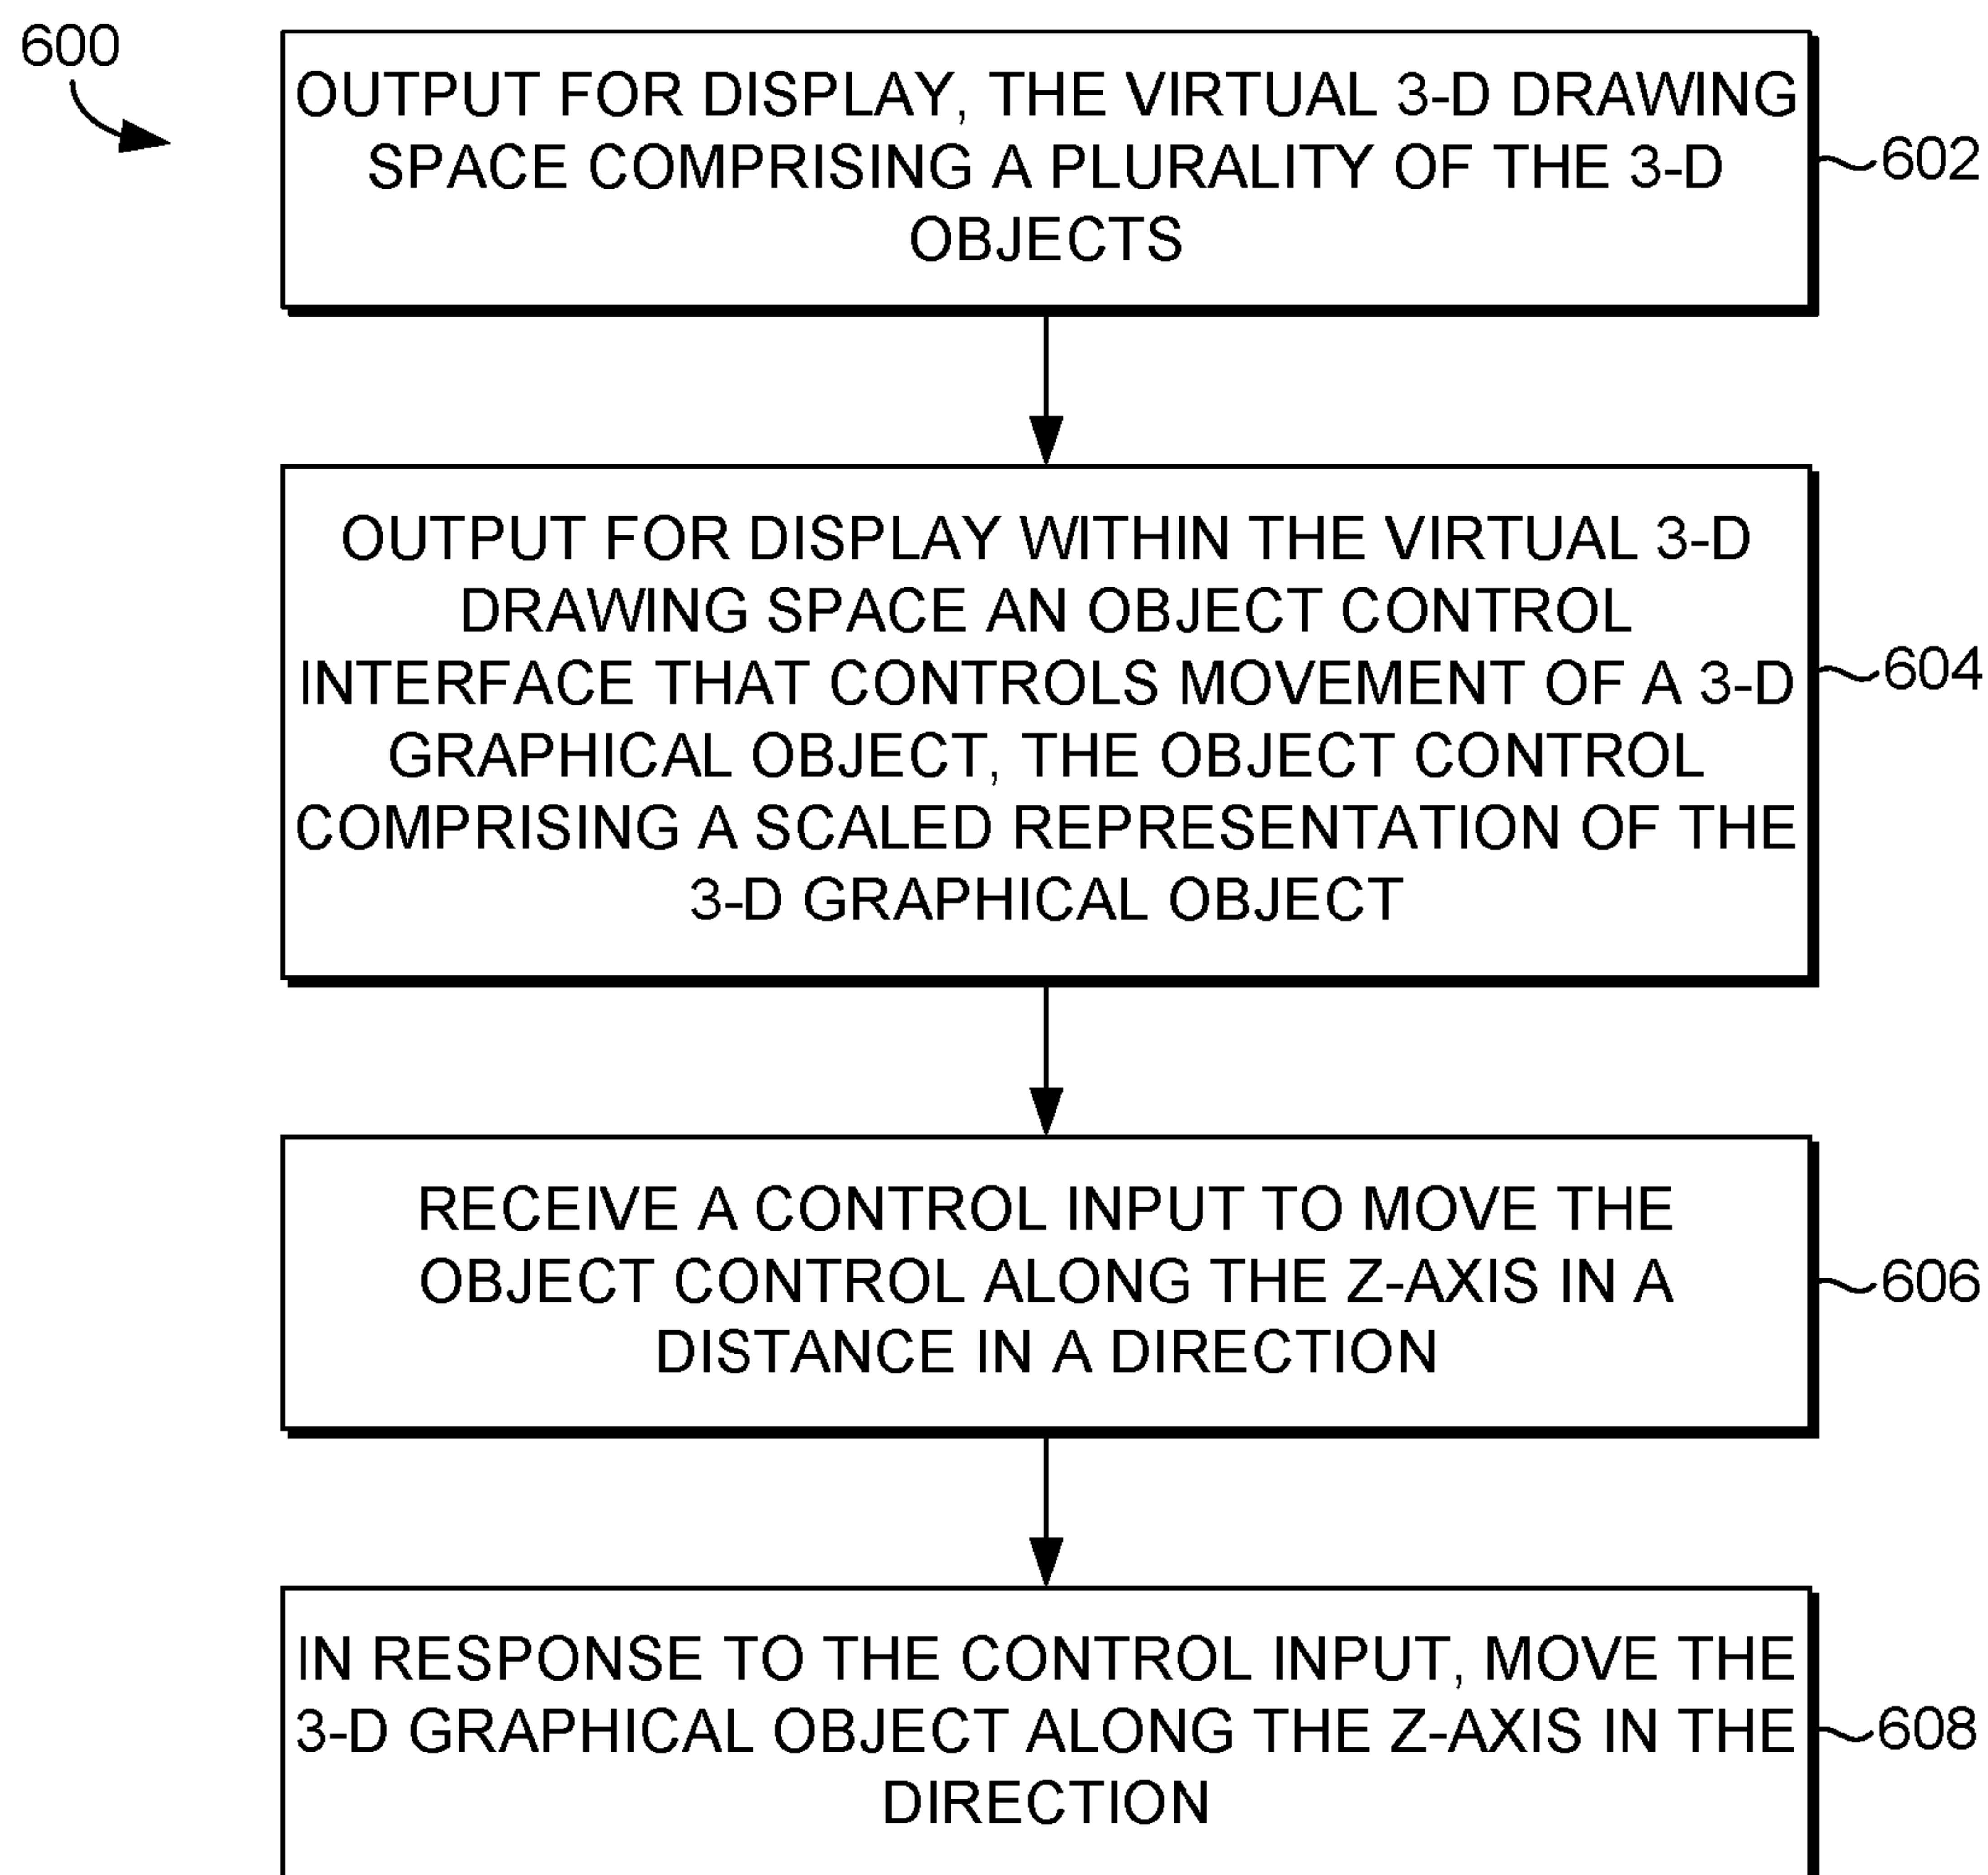 600
OUTPUT FOR DISPLAY, THE VIRTUAL 3-D DRAWING
SPACE COMPRISING A PLURALITY OF THE 3-D
OBJECTS
602
OUTPUT FOR DISPLAY WITHIN THE VIRTUAL 3-D
DRAWING SPACE AN OBJECT CONTROL
INTERFACE THAT CONTROLS MOVEMENT OF A 3-D
GRAPHICAL OBJECT, THE OBJECT CONTROL
COMPRISING A SCALED REPRESENTATION OF THE
3-D GRAPHICAL OBJECT
604
RECEIVE A CONTROL INPUT TO MOVE THE
OBJECT CONTROL ALONG THE Z-AXIS IN A
DISTANCE IN A DIRECTION
606
IN RESPONSE TO THE CONTROL INPUT, MOVE THE
3-D GRAPHICAL OBJECT ALONG THE Z-AXIS IN THE
DIRECTION
608